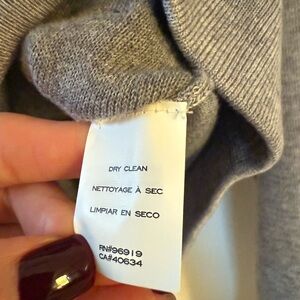 DRY CLEAN
NETTOYAGE À SEC
LIMPIAR EN SECO
RN#96919
CA#40634